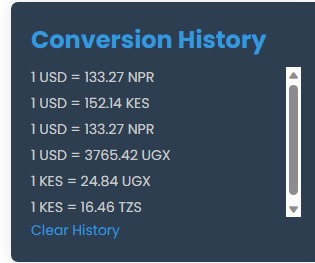 Conversion History
1 USD = 133.27 NPR
1 USD = 152.14 KES
1 USD = 133.27 NPR
1 USD = 3765.42 UGX
1 KES = 24.84 UGX
1 KES = 16.46 TZS
Clear History